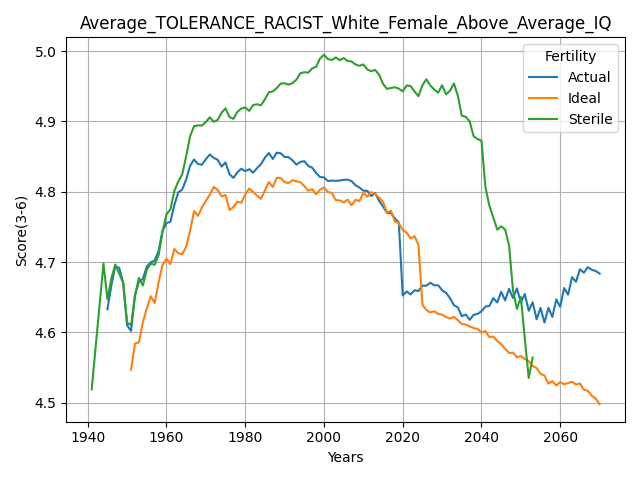 Average_TOLERANCE_RACIST_White_Female_Above_Average_IQ
Fertility
Actual
Ideal
Sterile
Score(3-6)
5.0
4.9
4.8
4.7
4.6
4.5
1940 1960 1980 2000 2020 2040 2060
Years